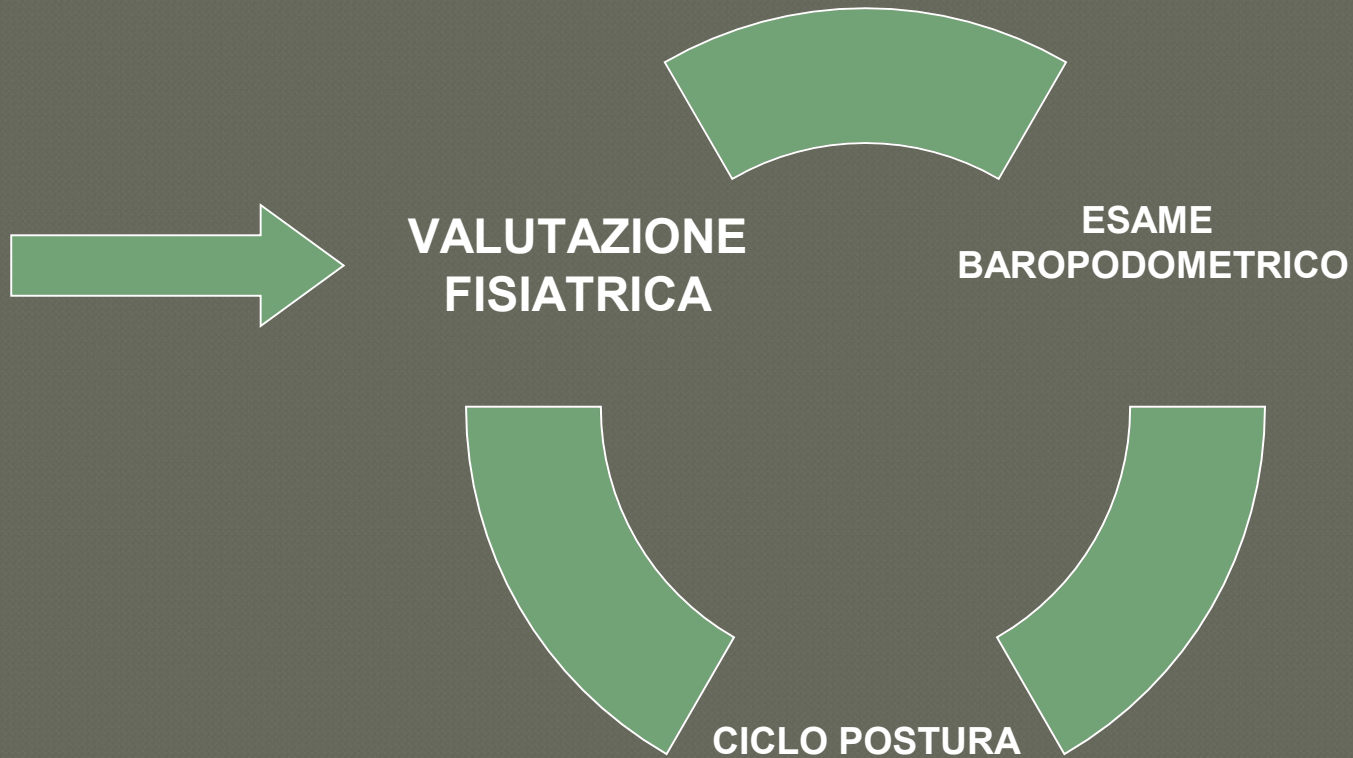 VALUTAZIONE
FISIATRICA
ESAME
BAROPODOMETRICO
CICLO POSTURA